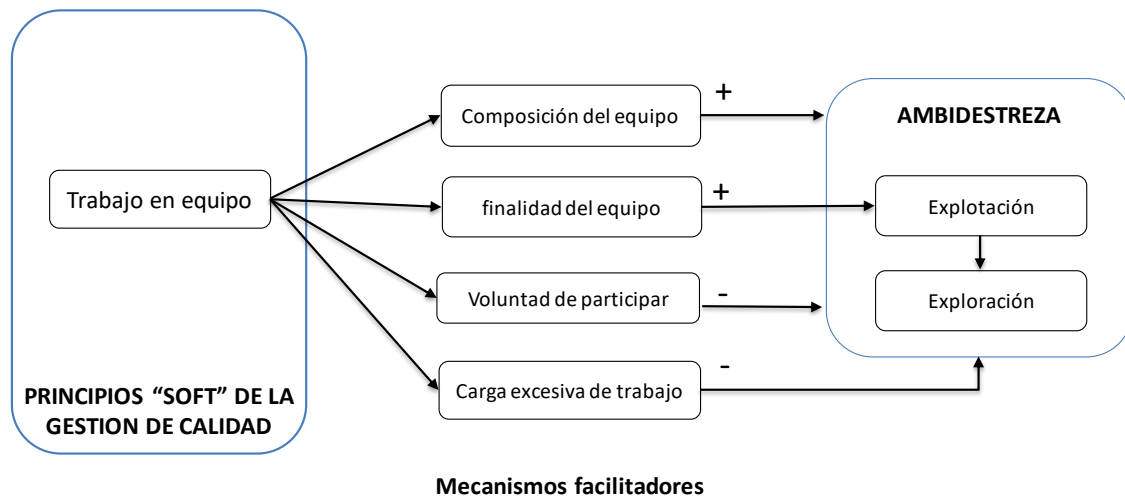 Trabajo en equipo
PRINCIPIOS “SOFT” DE LA
GESTION DE CALIDAD
Composición del equipo
+
finalidad del equipo
+
Voluntad de participar
-
Carga excesiva de trabajo
-
AMBIDESTREZA
Explotación
Exploración
Mecanismos facilitadores